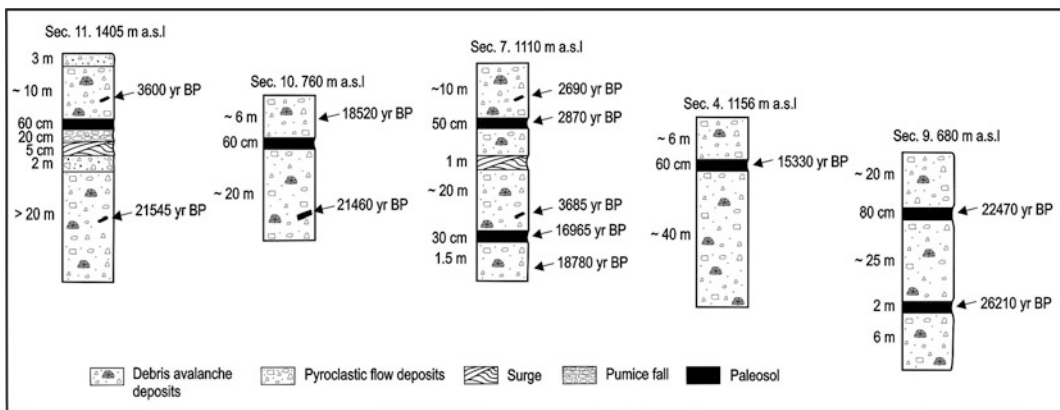 Sec. 11. 1405 m a.s.l
3 m
~ 10 m
3600 yr BP
60 cm
20 cm
5 cm
2 m
> 20 m
21545 yr BP
Sec. 10. 760 m a.s.l
~ 6 m
18520 yr BP
60 cm
~ 20 m
21460 yr BP
Sec. 7. 1110 m a.s.l
~10 m
2690 yr BP
50 cm
2870 yr BP
1 m
~ 20 m
3685 yr BP
30 cm
16965 yr BP
1.5 m
18780 yr BP
Sec. 4. 1156 m a.s.l
~ 6 m
60 cm
15330 yr BP
~ 40 m
Sec. 9. 680 m a.s.l
~ 20 m
80 cm
22470 yr BP
~ 25 m
2 m
26210 yr BP
6 m
Debris avalanche
deposits
Pyroclastic flow deposits
Surge
Pumice fall
Paleosol